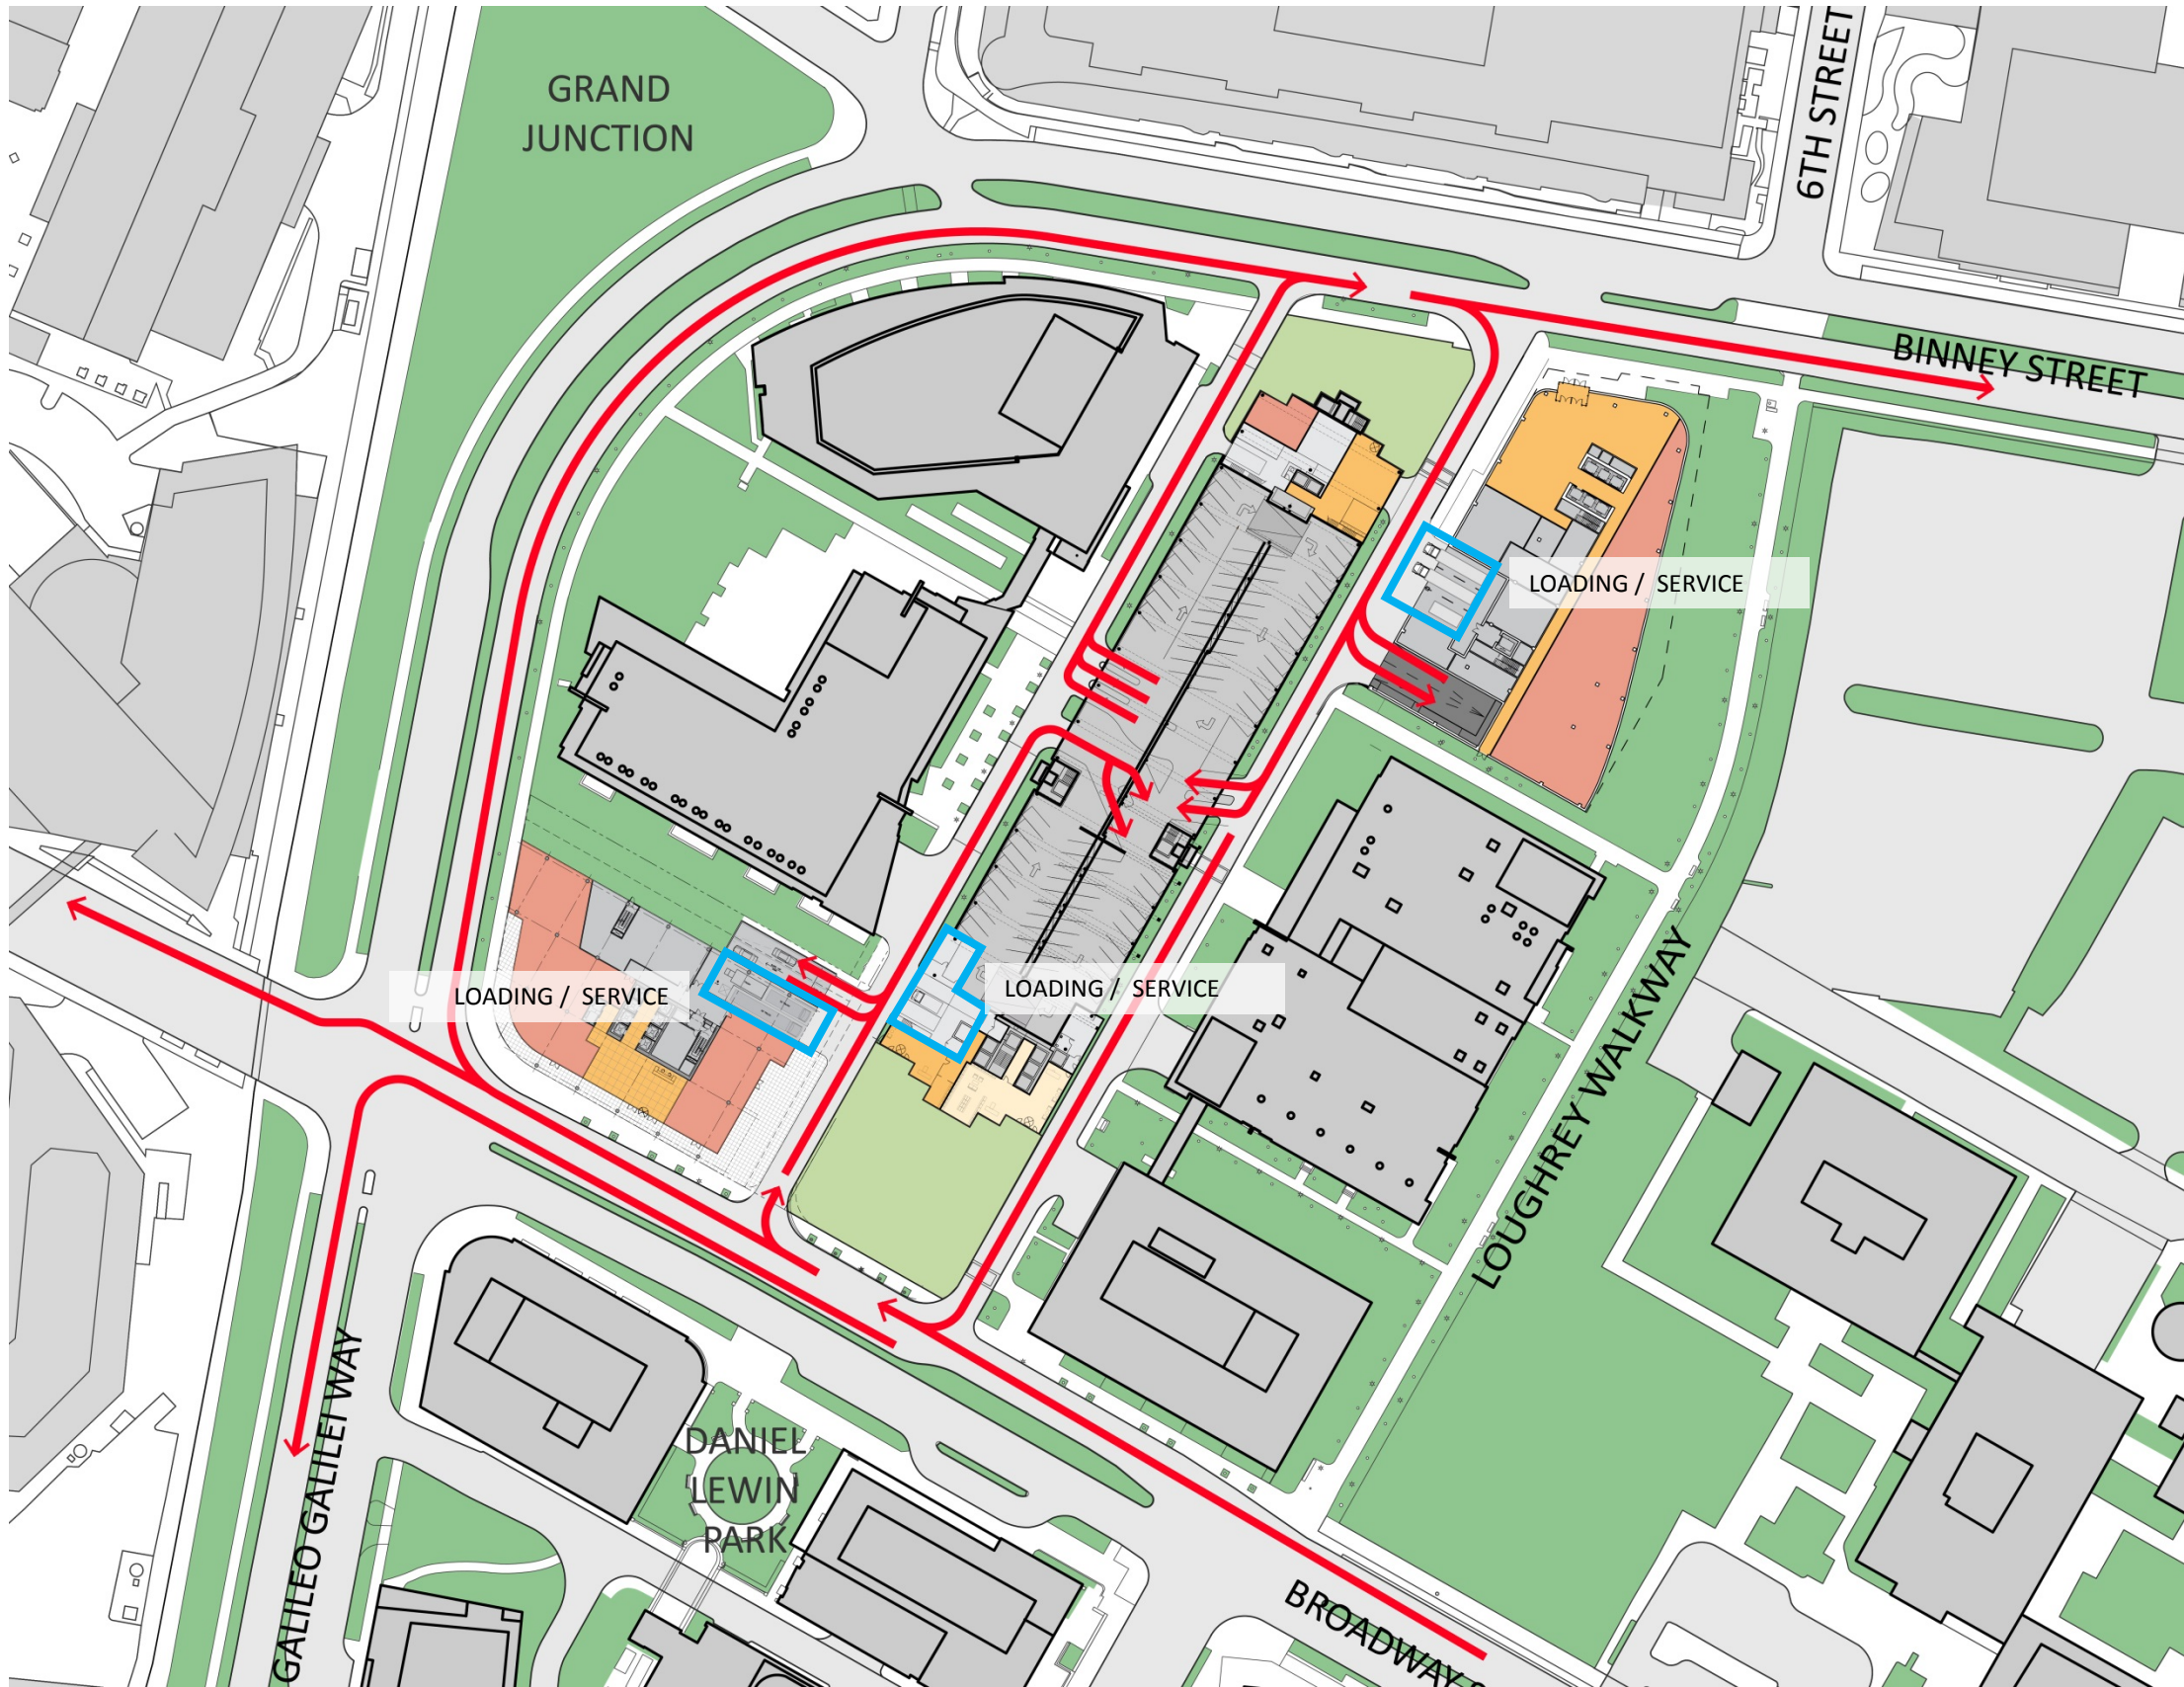 GRAND
JUNCTION
6TH STREET
BINNEY STREET
LOADING / SERVICE
LOADING / SERVICE
LOADING / SERVICE
LOUGHREY WALKWAY
GALILEO GALILEI WAY
DANIEL
LEWIN
PARK
BROADWAY